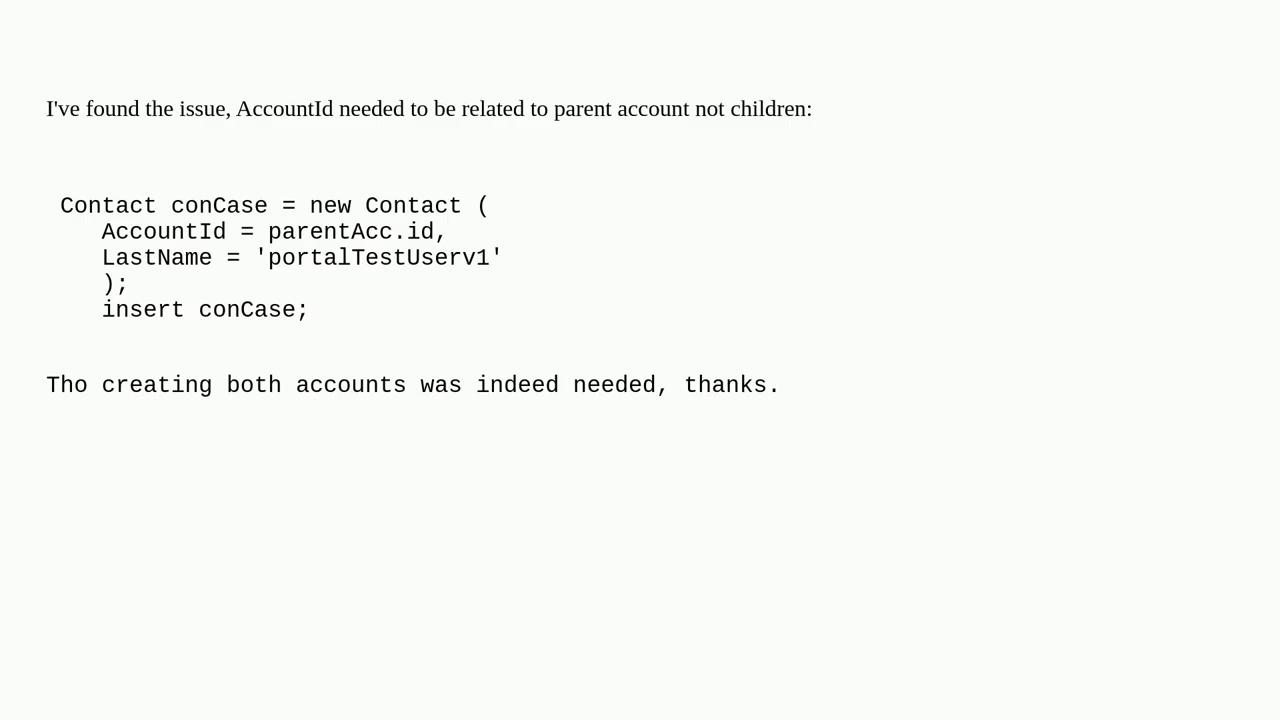 I've found the issue, AccountId needed to be related to parent account not children:
Contact conCase = new Contact (
AccountId = parentAcc.id,
LastName = 'portalTestUserv1'
);
insert conCase;
Tho creating both accounts was indeed needed, thanks.